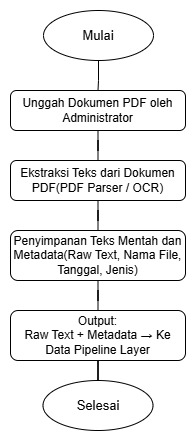 Mulai
Unggah Dokumen PDF oleh
Administrator
Ekstraksi Teks dari Dokumen
PDF(PDF Parser / OCR)
Penyimpanan Teks Mentah dan
Metadata(Raw Text, Nama File,
Tanggal, Jenis)
Output:
Raw Text + Metadata → Ke
Data Pipeline Layer
Selesai